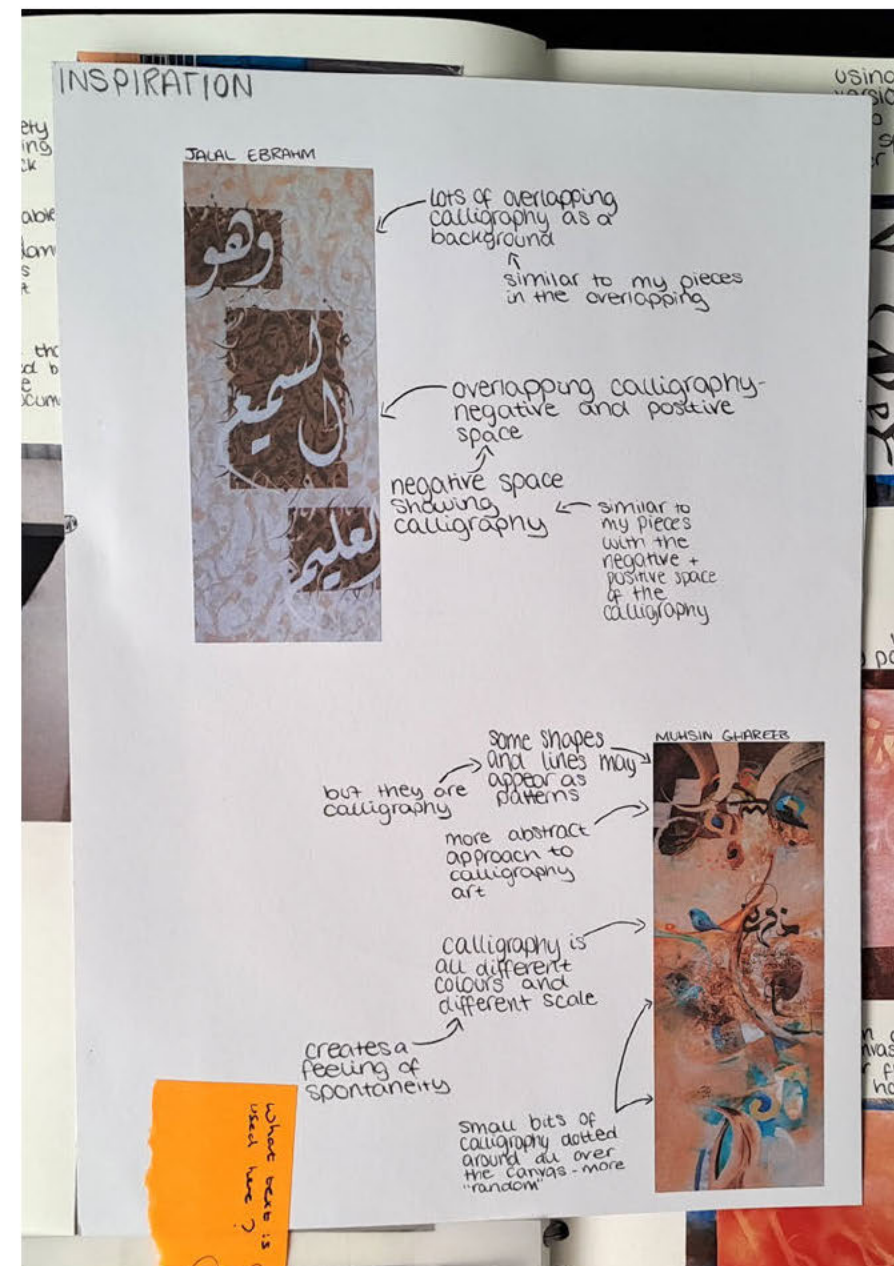 INSPIRATION
JALAL EBRAHM
وهو
السميع
العليم
lots of overlapping
calligraphy as a
background
similar to my pieces
in the overlapping
overlapping calligraphy-
negative and positive
space
negative space
showing
calligraphy
similar to
my pieces
with the
negative +
positive space
of the
calligraphy
MUHSIN GHAREEB
some shapes
and lines may
appear as
patterns
but they are
calligraphy
more abstract
approach to
calligraphy
art
calligraphy is
all different
colours and
different scale
creates a
feeling of
spontaneity
small bits of
calligraphy dotted
around all over
the canvas - more
"random"
what text is
used here?
using